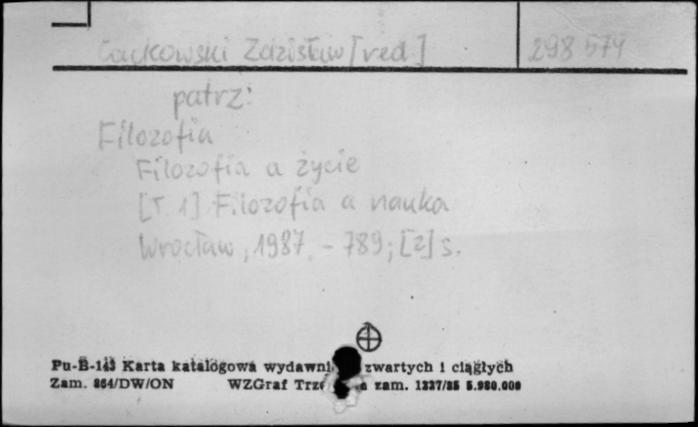 Cackowski Zdzisław [red]
298 574
patrz:
Filozofia
Filozofia a życie
[T. 1] Filozofia a nauka
Wrocław, 1987. - 789; [2] s.
Pu-B-143 Karta katalogowa wydawni zwartych i ciągłych
Zam. 864/DW/ON WZGraf zam. 1337/85 5.980.000